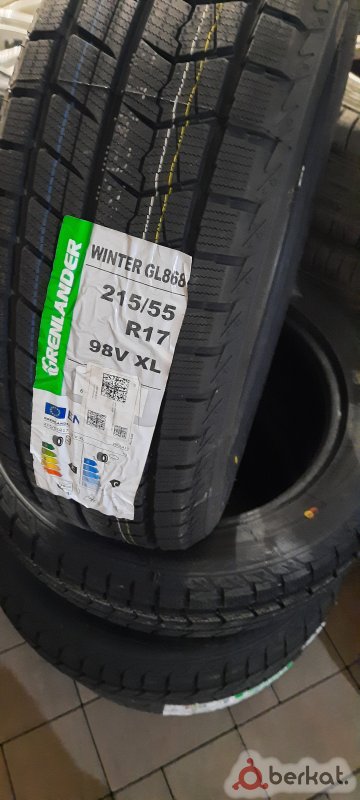 GRENLANDER
WINTER GL868
215/55
R17
98V XL
berkat.